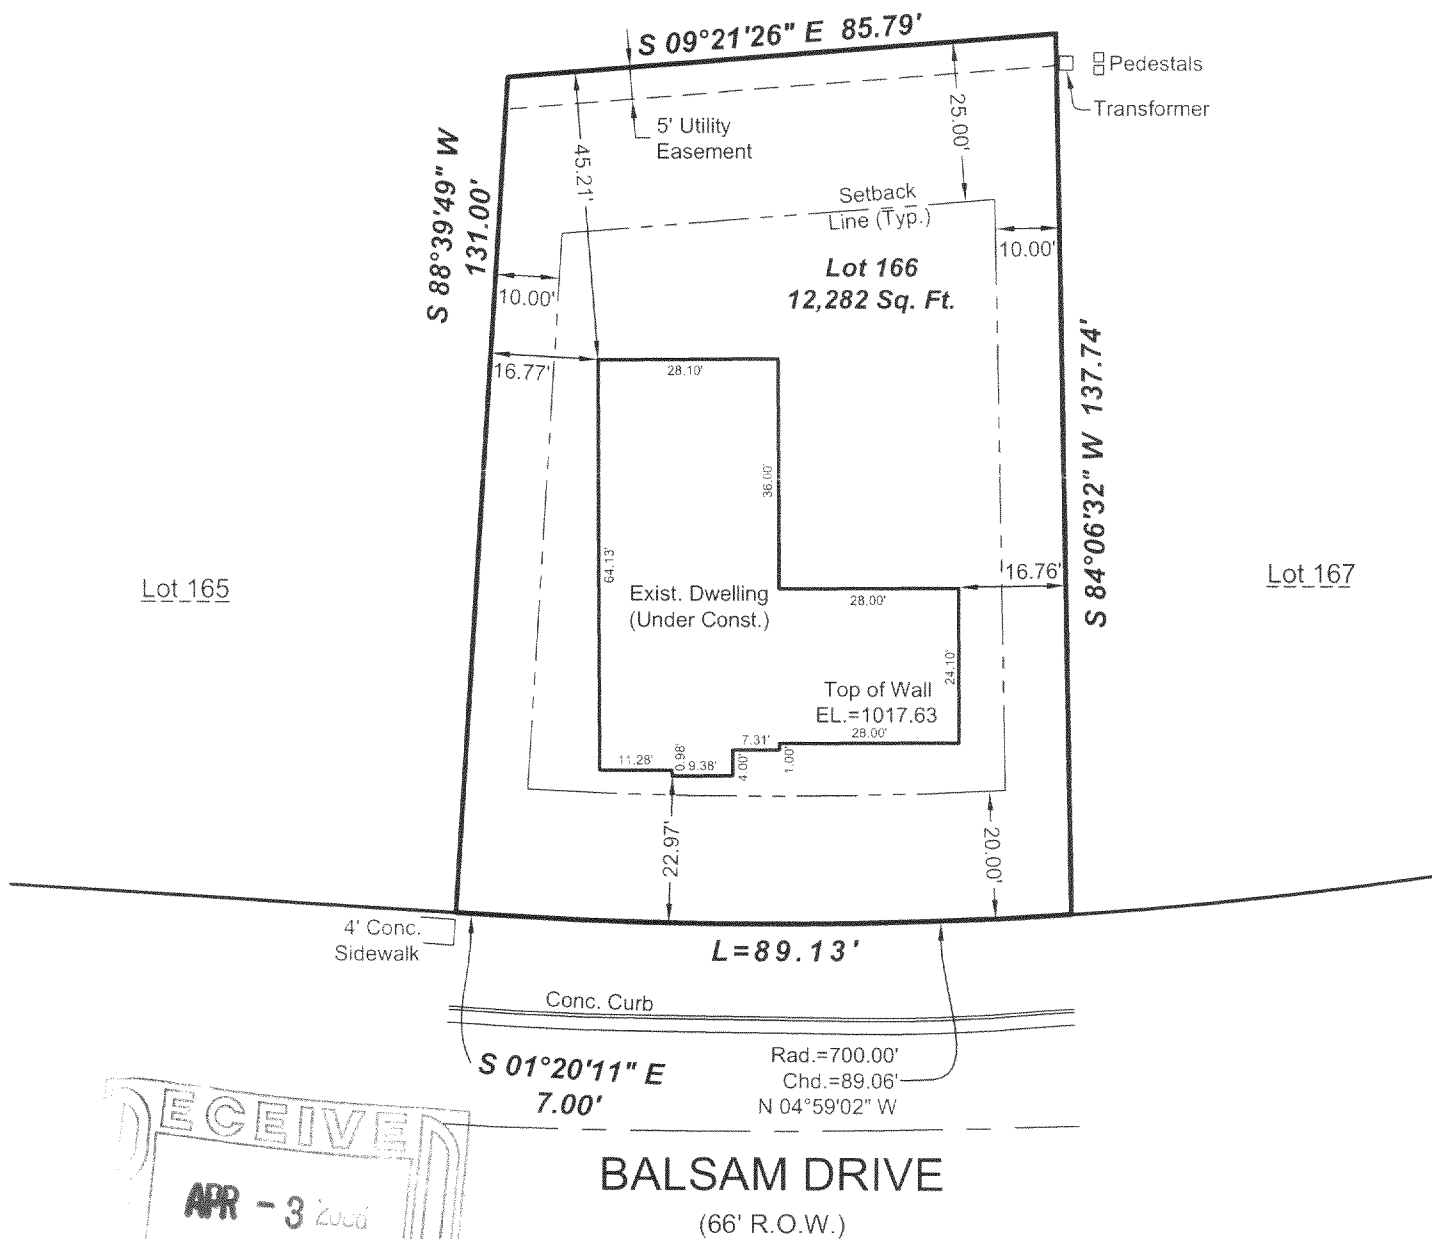 S 09°21'26" E 85.79'
Pedestals
Transformer
5' Utility
Easement
25.00'
45.21'
S 88°39'49" W
131.00'
Setback
Line (Typ.)
10.00'
10.00'
Lot 166
12,282 Sq. Ft.
16.77'
28.10'
S 84°06'32" W 137.74'
36.00'
64.13'
Lot 165
Exist. Dwelling
(Under Const.)
28.00'
16.76'
Lot 167
24.10'
Top of Wall
EL.=1017.63
28.00'
7.31'
1.00'
11.28'
0.98'
9.38'
4.00'
22.97'
20.00'
4' Conc.
Sidewalk
L=89.13'
Conc. Curb
S 01°20'11" E
7.00'
Rad.=700.00'
Chd.=89.06'
N 04°59'02" W
ECEIVE
APR - 3
BALSAM DRIVE
(66' R.O.W.)